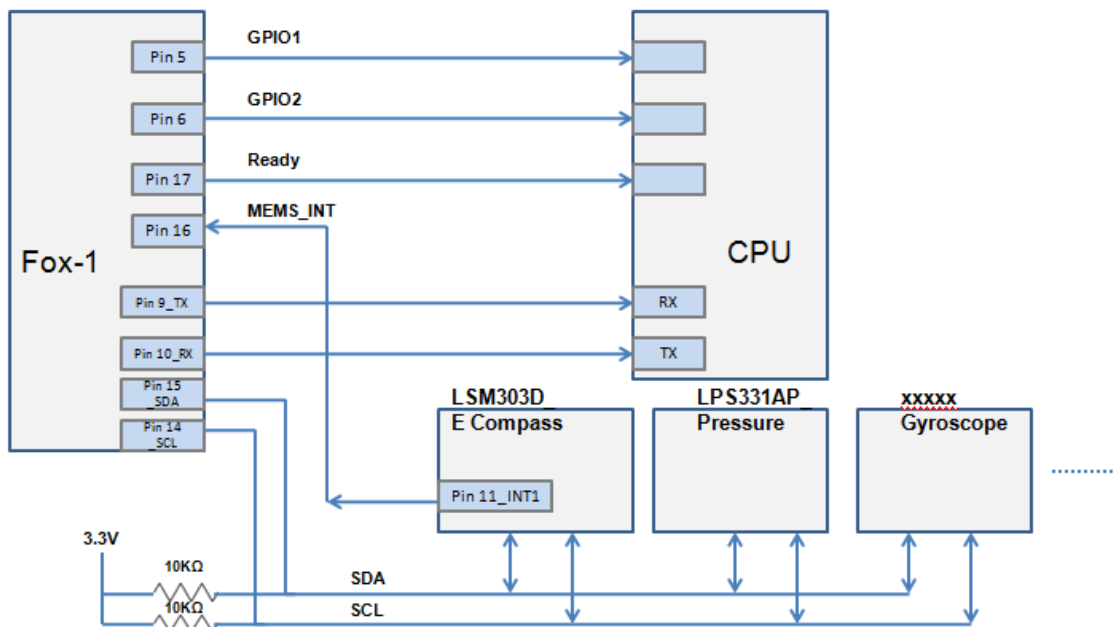 GPIO1
Pin 5
GPIO2
Pin 6
Ready
Pin 17
MEMS_INT
Pin 16
Fox-1
CPU
Pin 9_TX
RX
Pin 10_RX
TX
Pin 15
_SDA
Pin 14
_SCL
LSM303D_
E Compass
LPS331AP_
Pressure
xxxxx
Gyroscope
Pin 11_INT1
3.3V
10KΩ
SDA
10KΩ
SCL